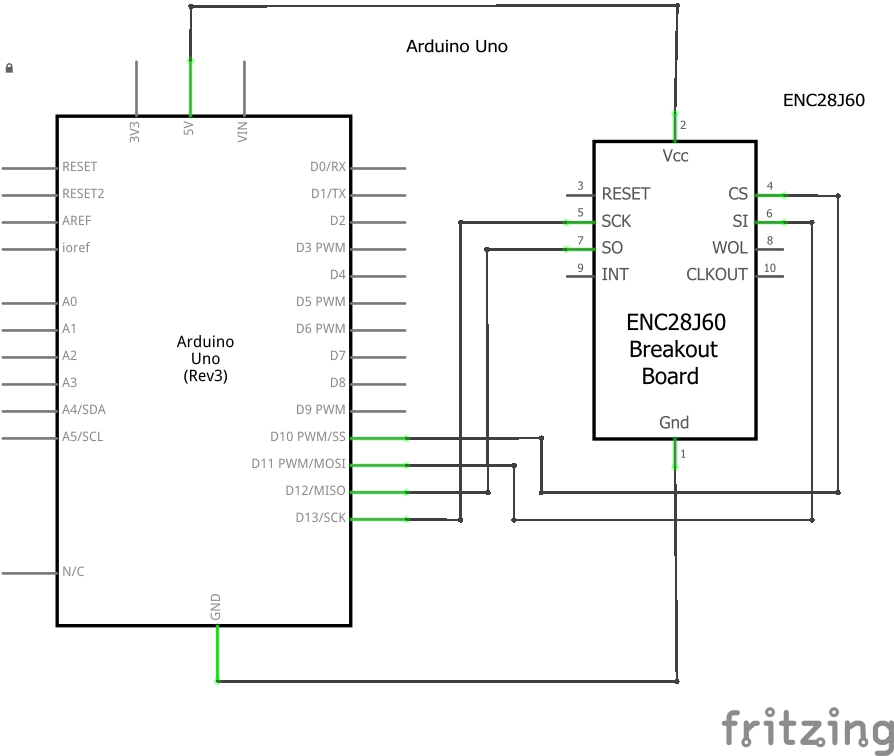 Arduino Uno
ENC28J60
3V3
5V
VIN
RESET
RESET2
AREF
ioref
A0
A1
A2
A3
A4/SDA
A5/SCL
N/C
Arduino
Uno
(Rev3)
D0/RX
D1/TX
D2
D3 PWM
D4
D5 PWM
D6 PWM
D7
D8
D9 PWM
D10 PWM/SS
D11 PWM/MOSI
D12/MISO
D13/SCK
GND
2
Vcc
3 RESET
5 SCK
7 SO
9 INT
CS 4
SI 6
WOL 8
CLKOUT 10
ENC28J60
Breakout
Board
Gnd
1
fritzing